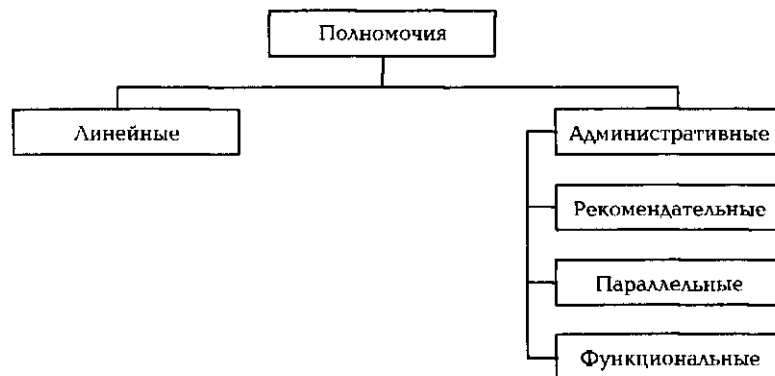 Полномочия
Линейные
Административные
Рекомендательные
Параллельные
Функциональные